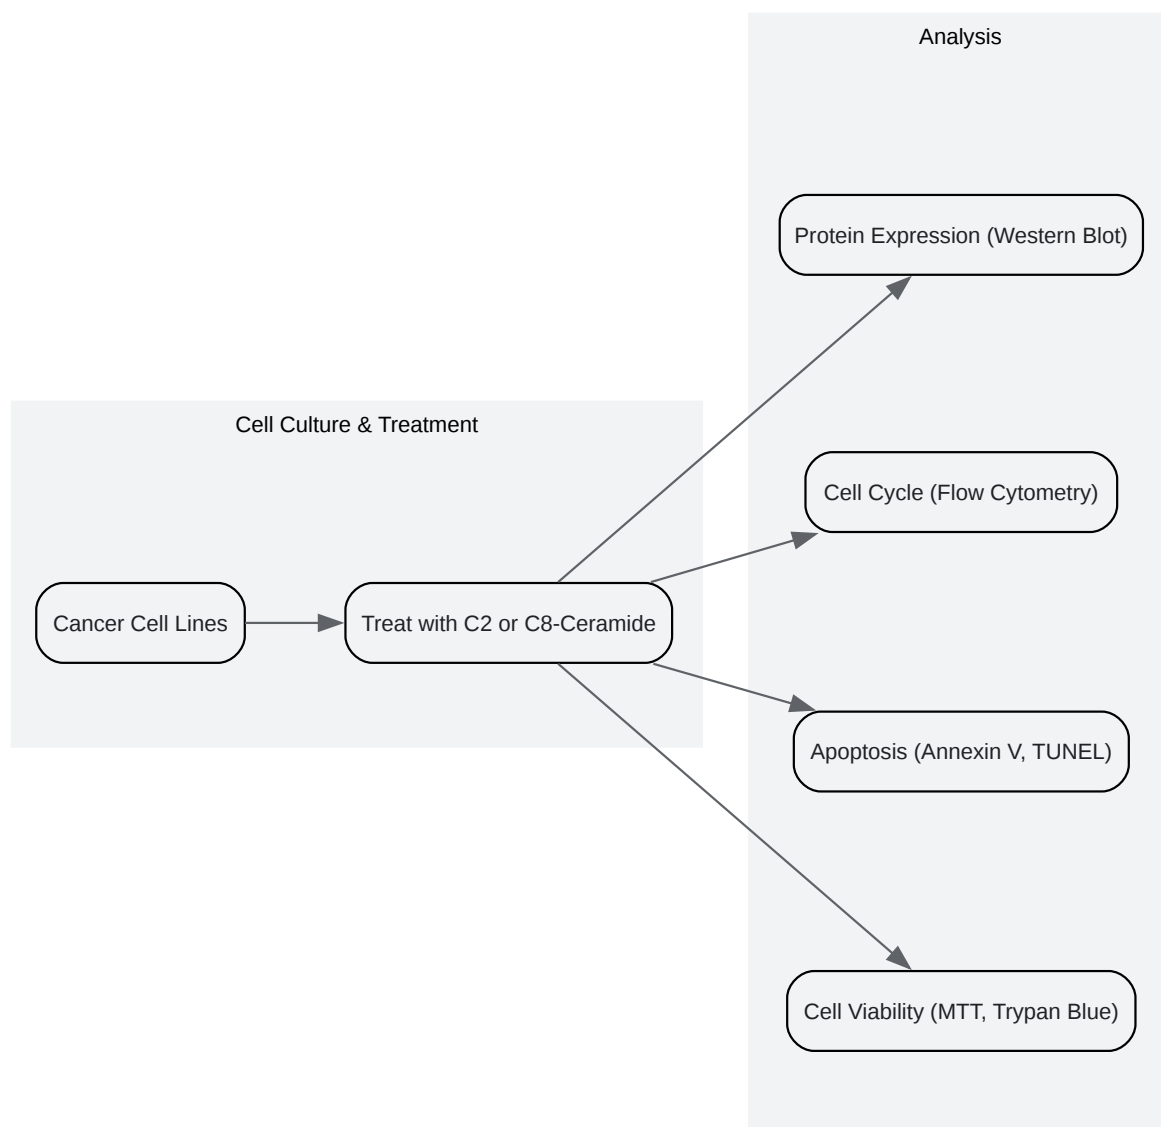 Analysis
Protein Expression (Western Blot)
Cell Culture & Treatment
Cell Cycle (Flow Cytometry)
Cancer Cell Lines
Treat with C2 or C8-Ceramide
Apoptosis (Annexin V, TUNEL)
Cell Viability (MTT, Trypan Blue)